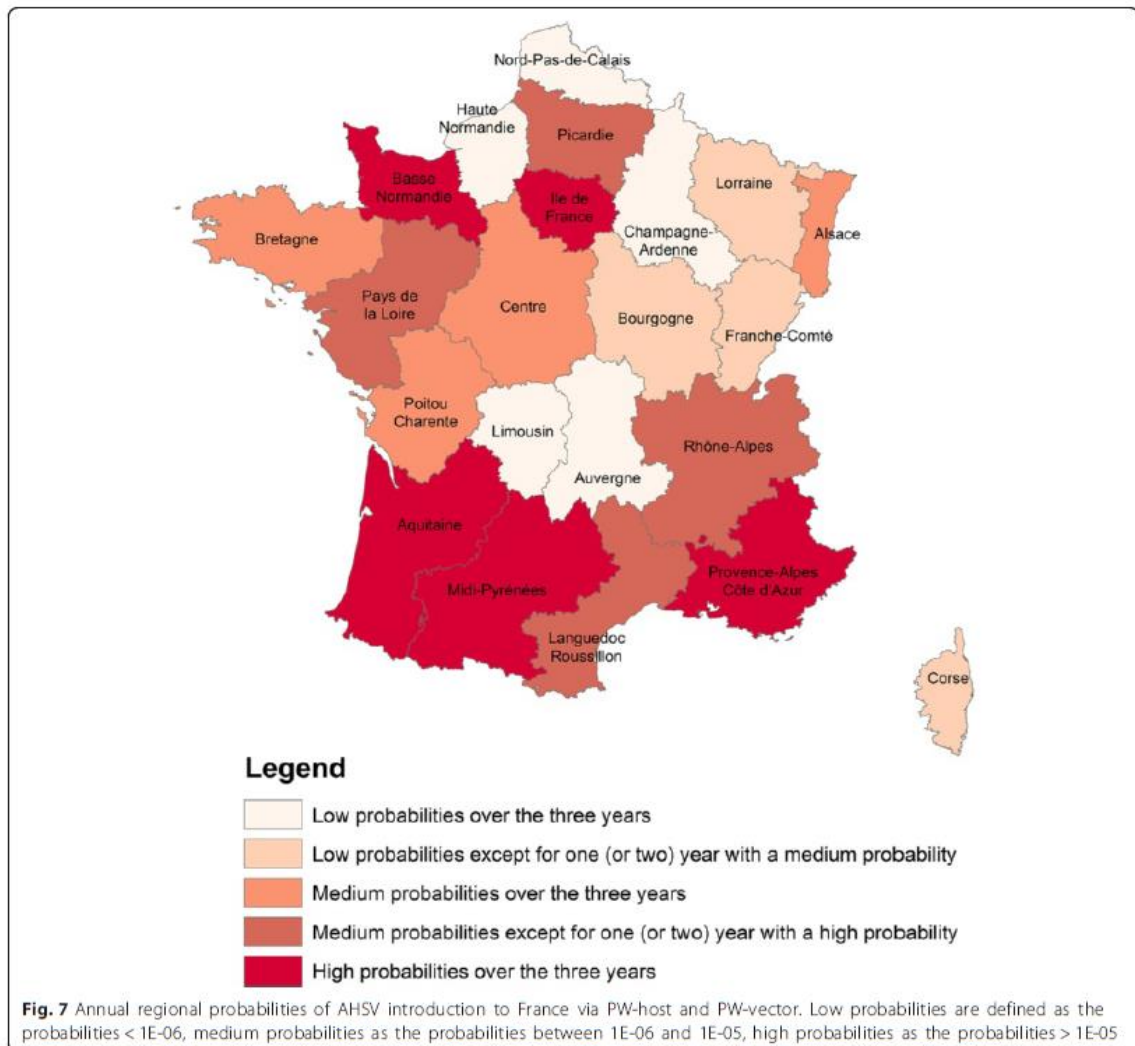 Nord-Pas-de-Calais
Haute
Normandie
Picardie
Basse
Normandie
Ile de
France
Lorraine
Champagne-
Ardenne
Alsace
Bretagne
Pays de
la Loire
Centre
Bourgogne
Franche-Comté
Poitou
Charente
Limousin
Auvergne
Rhône-Alpes
Aquitaine
Midi-Pyrénées
Provence-Alpes
Côte d'Azur
Languedoc
Roussillon
Corse
Legend
Low probabilities over the three years
Low probabilities except for one (or two) year with a medium probability
Medium probabilities over the three years
Medium probabilities except for one (or two) year with a high probability
High probabilities over the three years
Fig. 7 Annual regional probabilities of AHSV introduction to France via PW-host and PW-vector. Low probabilities are defined as the
probabilities < 1E-06, medium probabilities as the probabilities between 1E-06 and 1E-05, high probabilities as the probabilities > 1E-05